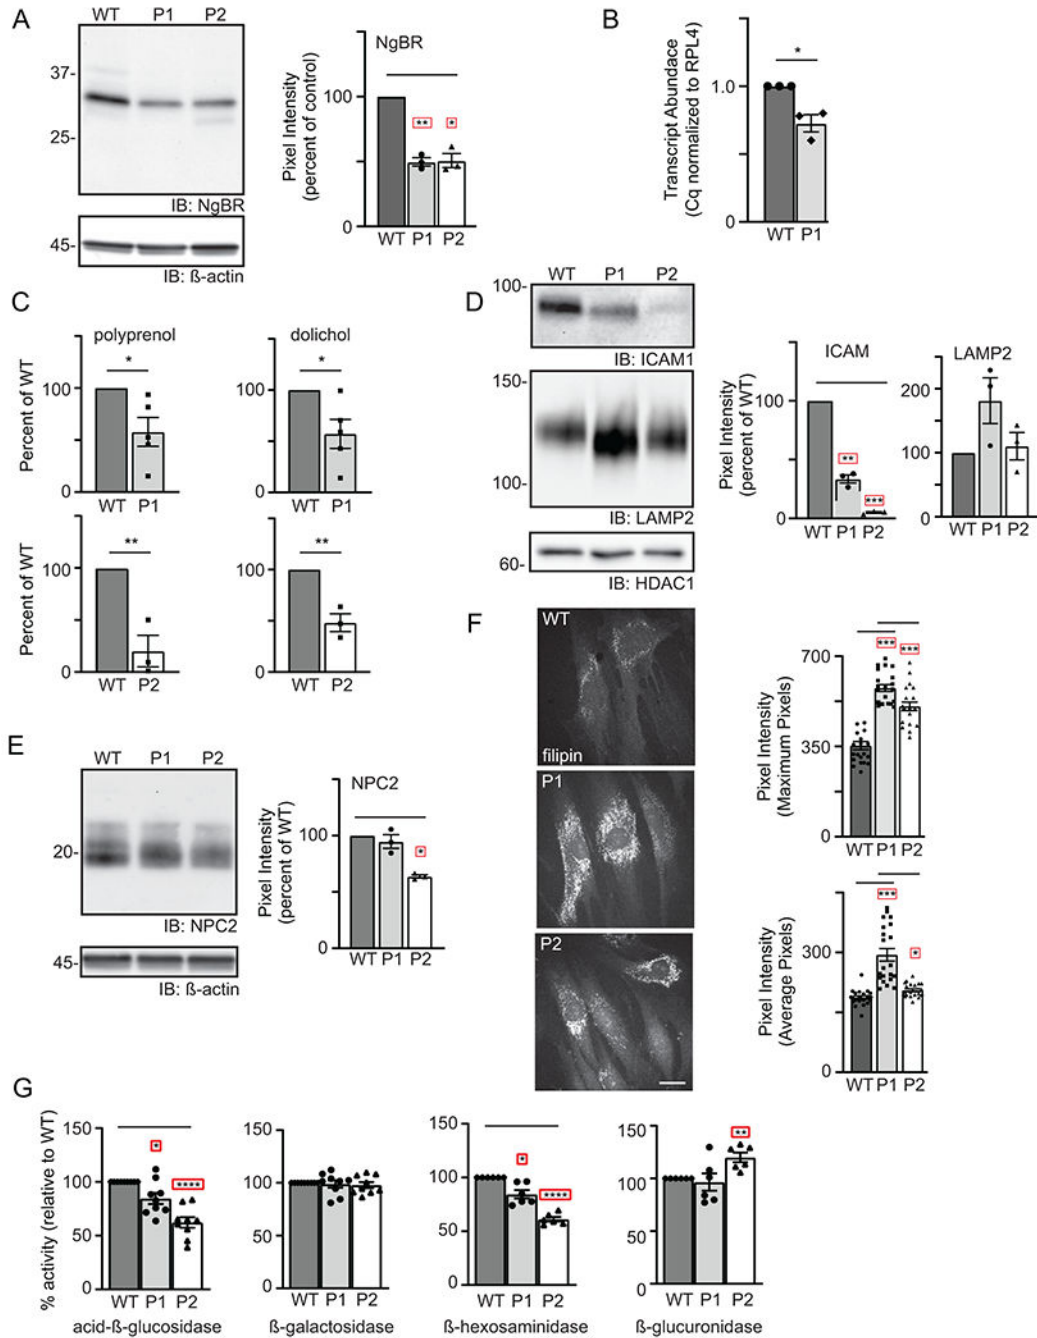 A
WT P1 P2
37-
25-
IB: NgBR
45-
IB: ß-actin
Pixel Intensity
(percent of control)
NgBR
100
0
** *
WT P1 P2
B
Transcript Abundace
(Cq normalized to RPL4)
1.0
0
*
WT P1
C
polyprenol
Percent of WT
100
0
*
WT P1
dolichol
100
0
*
WT P1
Percent of WT
100
0
**
WT P2
100
0
**
WT P2
D
WT P1 P2
100-
IB: ICAM1
150-
100-
IB: LAMP2
60-
IB: HDAC1
Pixel Intensity
(percent of WT)
ICAM
100
0
**
***
WT P1 P2
LAMP2
200
100
0
WT P1 P2
E
WT P1 P2
20-
IB: NPC2
45-
IB: ß-actin
Pixel Intensity
(percent of WT)
NPC2
100
0
*
WT P1 P2
F
WT
filipin
P1
P2
Pixel Intensity
(Maximum Pixels)
700
350
0
*** ***
WT P1 P2
Pixel Intensity
(Average Pixels)
300
0
***
*
WT P1 P2
G
% activity (relative to WT)
150
100
50
0
*
****
WT P1 P2
acid-ß-glucosidase
150
100
50
0
WT P1 P2
ß-galactosidase
150
100
50
0
*
****
WT P1 P2
ß-hexosaminidase
150
100
50
0
**
WT P1 P2
ß-glucuronidase